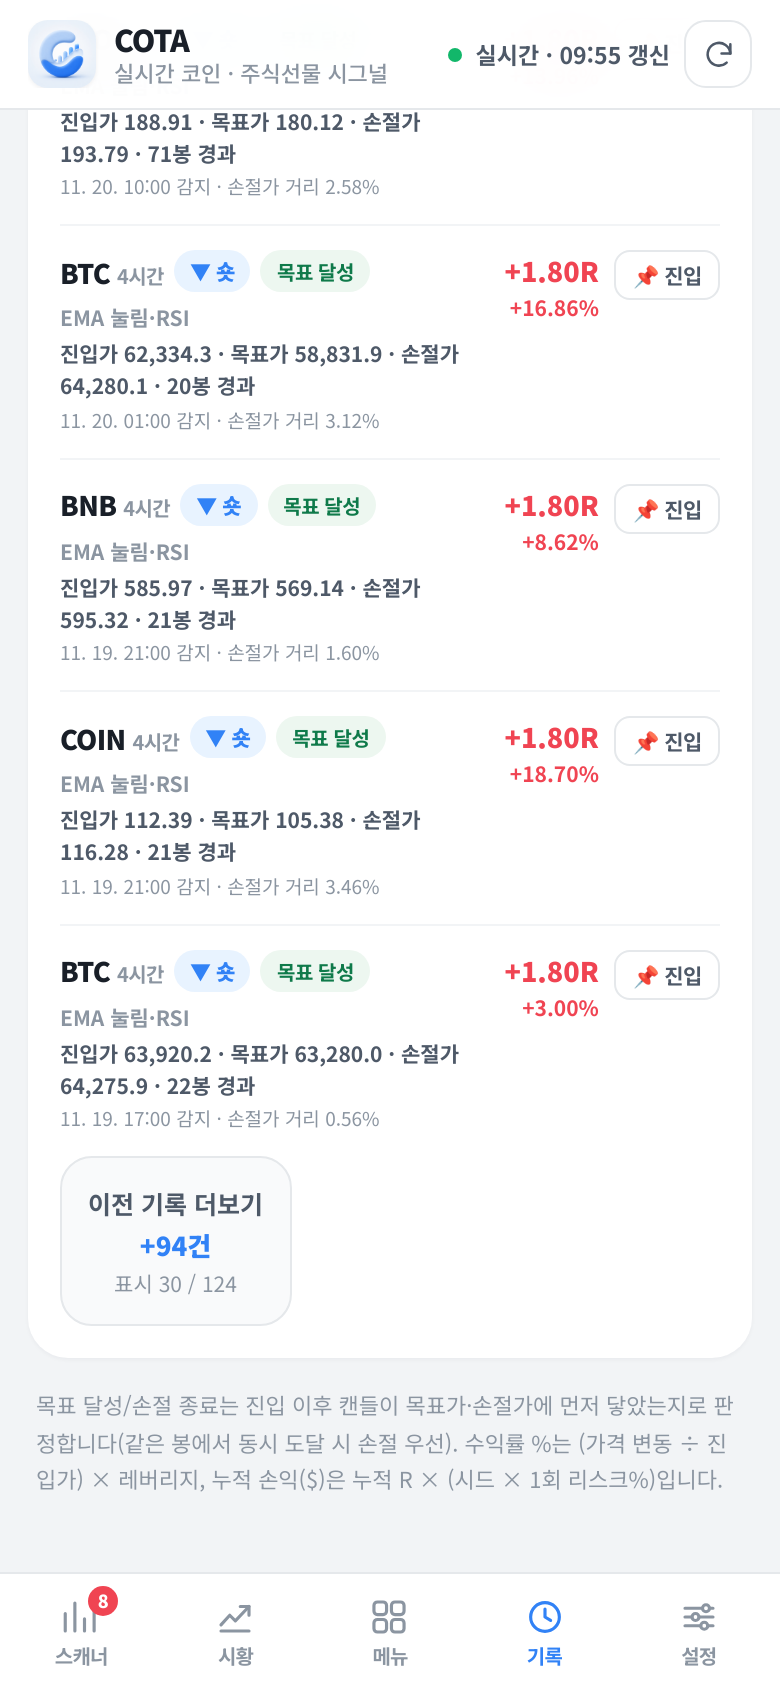 COTA
실시간 코인 · 주식선물 시그널
실시간 · 09:55 갱신
진입가 188.91 · 목표가 180.12 · 손절가
193.79 · 71봉 경과
11. 20. 10:00 감지 · 손절가 거리 2.58%
BTC 4시간 ▼ 숏 목표 달성 +1.80R 📌 진입
+16.86%
EMA 눌림·RSI
진입가 62,334.3 · 목표가 58,831.9 · 손절가
64,280.1 · 20봉 경과
11. 20. 01:00 감지 · 손절가 거리 3.12%
BNB 4시간 ▼ 숏 목표 달성 +1.80R 📌 진입
+8.62%
EMA 눌림·RSI
진입가 585.97 · 목표가 569.14 · 손절가
595.32 · 21봉 경과
11. 19. 21:00 감지 · 손절가 거리 1.60%
COIN 4시간 ▼ 숏 목표 달성 +1.80R 📌 진입
+18.70%
EMA 눌림·RSI
진입가 112.39 · 목표가 105.38 · 손절가
116.28 · 21봉 경과
11. 19. 21:00 감지 · 손절가 거리 3.46%
BTC 4시간 ▼ 숏 목표 달성 +1.80R 📌 진입
+3.00%
EMA 눌림·RSI
진입가 63,920.2 · 목표가 63,280.0 · 손절가
64,275.9 · 22봉 경과
11. 19. 17:00 감지 · 손절가 거리 0.56%
이전 기록 더보기
+94건
표시 30 / 124
목표 달성/손절 종료는 진입 이후 캔들이 목표가·손절가에 먼저 닿았는지로 판
정합니다(같은 봉에서 동시 도달 시 손절 우선). 수익률 %는 (가격 변동 ÷ 진
입가) × 레버리지, 누적 손익($)은 누적 R × (시드 × 1회 리스크%)입니다.
8
스캐너 시황 메뉴 기록 설정